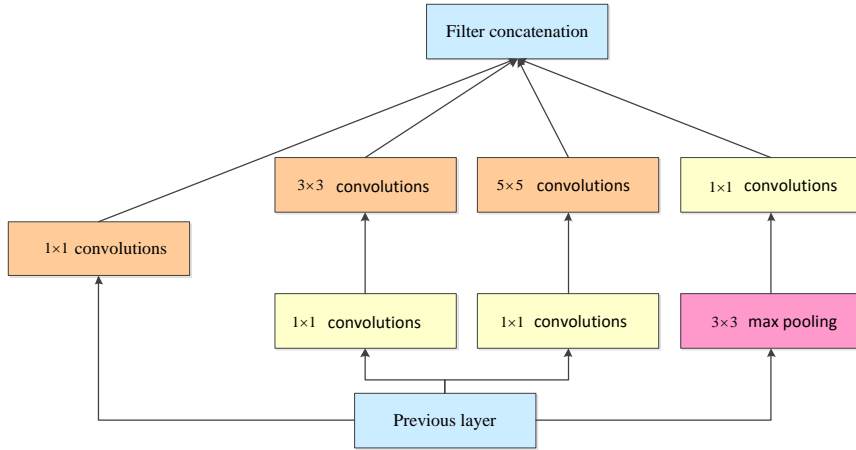 Filter concatenation
3×3 convolutions
5×5 convolutions
1×1 convolutions
1×1 convolutions
1×1 convolutions
1×1 convolutions
3×3 max pooling
Previous layer